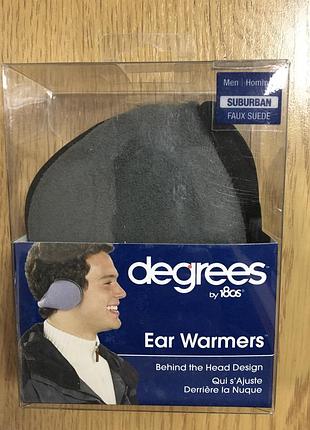 Men | Homme
SUBURBAN
FAUX SUEDE
degrees
by 180s
Ear Warmers
Behind the Head Design
Qui s'Ajuste
Derrière la Nuque